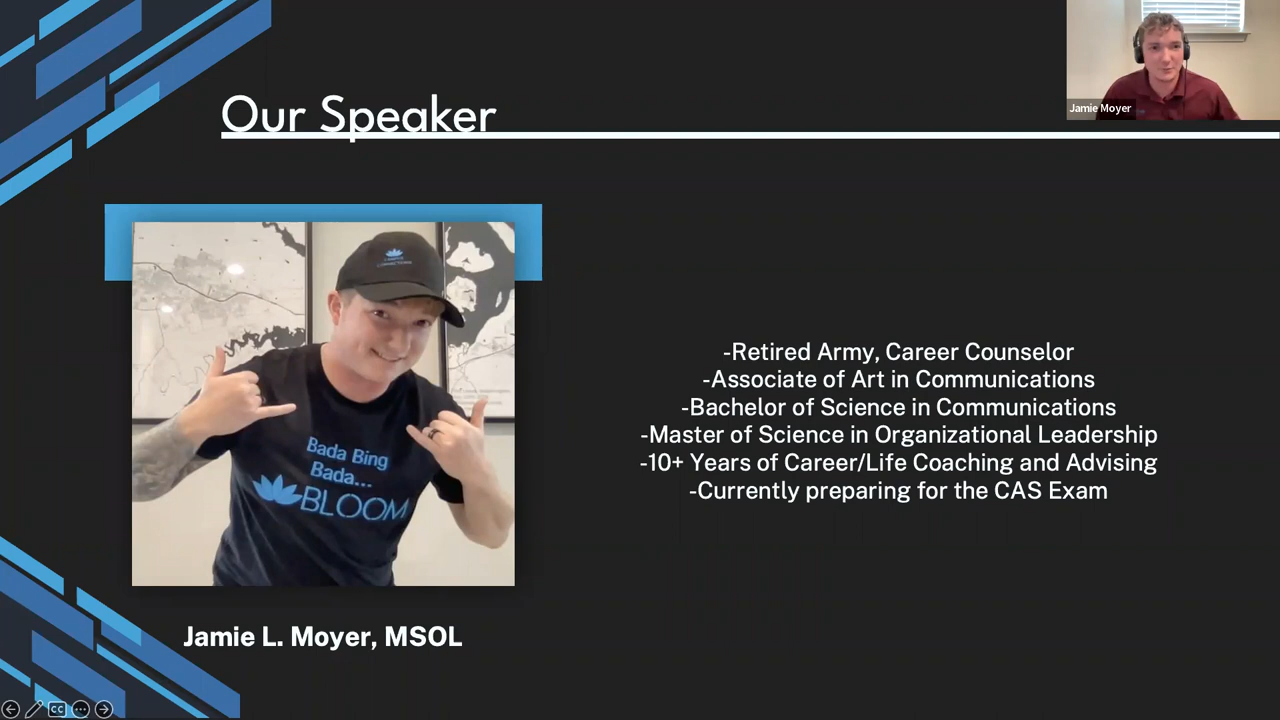 Our Speaker
Jamie Moyer
Bada Bing
Bada...
BLOOM
-Retired Army, Career Counselor
-Associate of Art in Communications
-Bachelor of Science in Communications
-Master of Science in Organizational Leadership
-10+ Years of Career/Life Coaching and Advising
-Currently preparing for the CAS Exam
Jamie L. Moyer, MSOL
CC